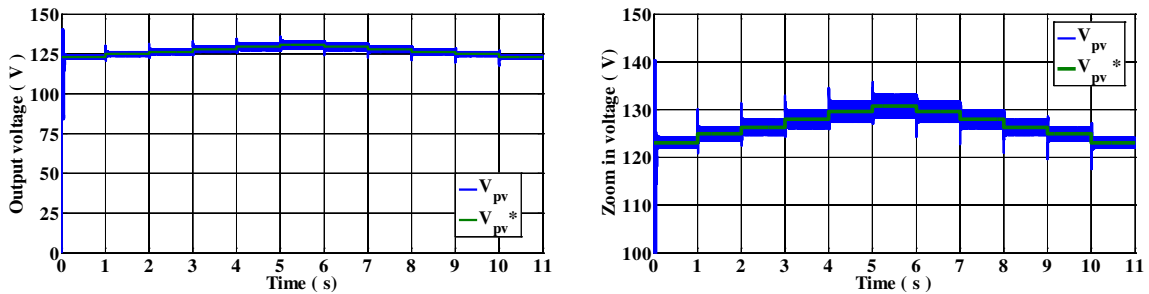 Output voltage ( V )
150
125
100
75
50
25
0
V pv
V pv *
0 1 2 3 4 5 6 7 8 9 10 11
Time ( s)
Zoom in voltage ( V )
150
140
130
120
110
100
V pv
V pv *
0 1 2 3 4 5 6 7 8 9 10 11
Time ( s)